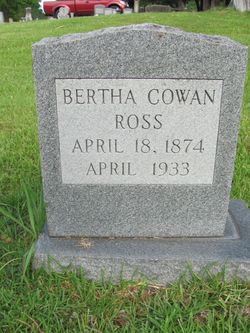 BERTHA COWAN
ROSS
APRIL 18, 1874
APRIL 1933